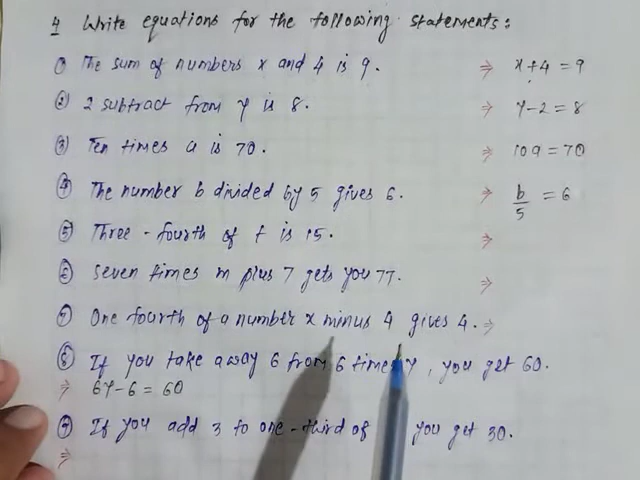 4 Write equations for the following statements:
① The sum of numbers x and 4 is 9. ⇒ x+4 = 9
② 2 subtract from y is 8. ⇒ y-2 = 8
③ Ten times a is 70. ⇒ 10a = 70
④ The number b divided by 5 gives 6. ⇒ b/5 = 6
⑤ Three - fourth of t is 15. ⇒
⑥ Seven times m plus 7 gets you 77. ⇒
⑦ One fourth of a number x minus 4 gives 4. ⇒
⑧ If you take away 6 from 6 times y, you get 60.
⇒ 6y-6 = 60
⑨ If you add 3 to one-third of you get 30.
⇒